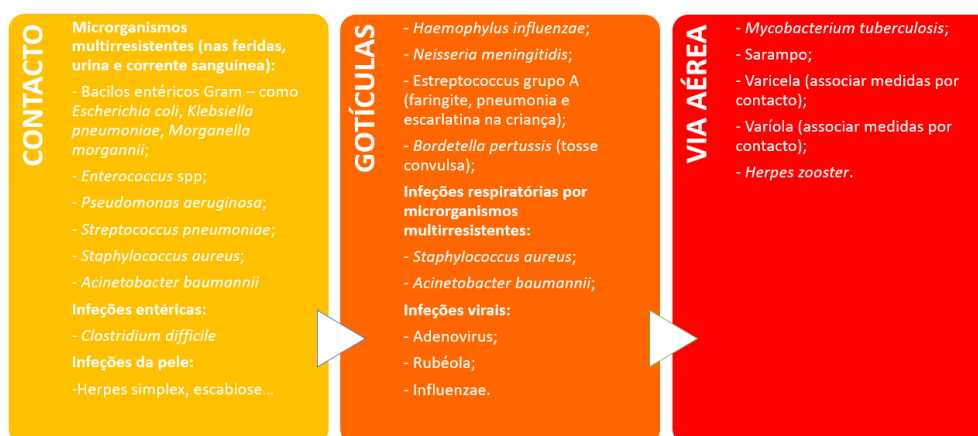 CONTACTO
Microrganismos
multirresistentes (nas feridas,
urina e corrente sanguínea):
- Bacilos entéricos Gram – como
Escherichia coli, Klebsiella
pneumoniae, Morganella
morgannii;
- Enterococcus spp;
- Pseudomonas aeruginosa;
- Streptococcus pneumoniae;
- Staphylococcus aureus;
- Acinetobacter baumannii
Infeções entéricas:
- Clostridium difficile
Infeções da pele:
-Herpes simplex, escabiose...
GOTÍCULAS
- Haemophylus influenzae;
- Neisseria meningitidis;
- Estreptococcus grupo A
(faringite, pneumonia e
escarlatina na criança);
- Bordetella pertussis (tosse
convulsa);
Infeções respiratórias por
microrganismos
multirresistentes:
- Staphylococcus aureus;
- Acinetobacter baumannii;
Infeções virais:
- Adenovirus;
- Rubéola;
- Influenzae.
VIA AÉREA
- Mycobacterium tuberculosis;
- Sarampo;
- Varicela (associar medidas por
contacto);
- Varíola (associar medidas por
contacto);
- Herpes zooster.